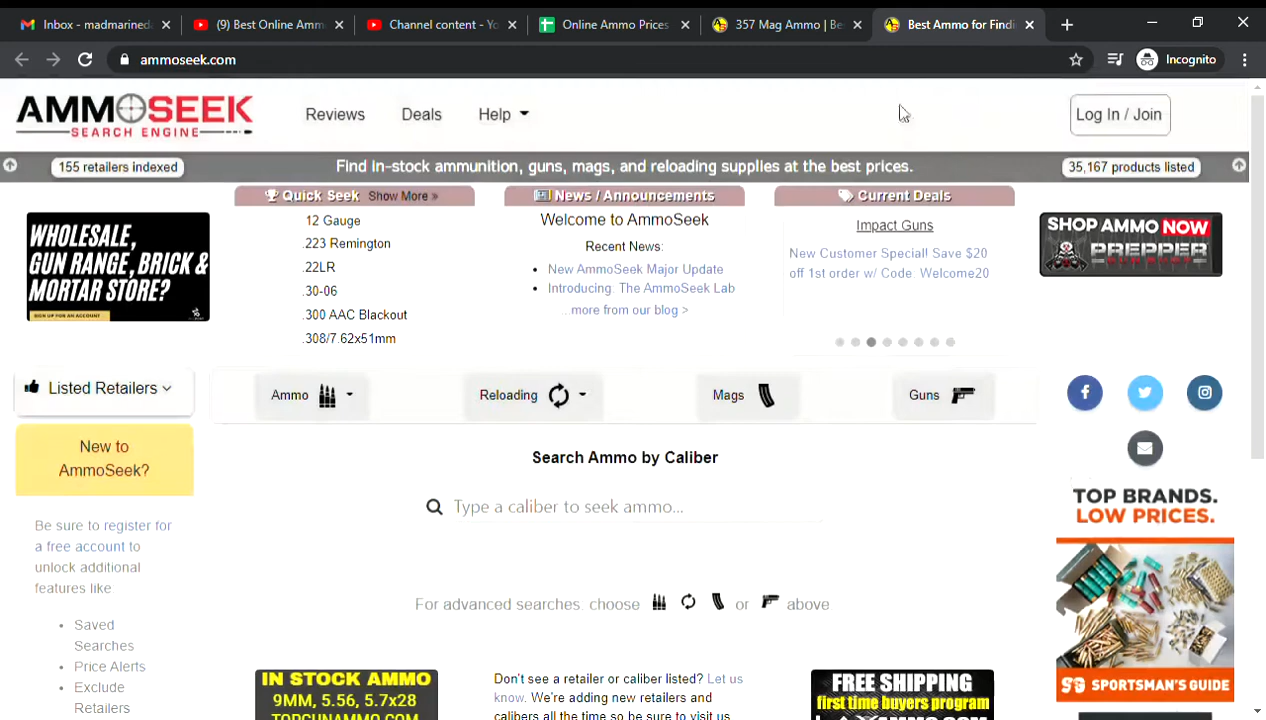 Inbox - madmarined
(9) Best Online Amm
Channel content - Yo
Online Ammo Prices
357 Mag Ammo | Be
Best Ammo for Findi
ammoseek.com
Incognito
AMMOSEEK
SEARCH ENGINE
Reviews
Deals
Help
Log In / Join
155 retailers indexed
Find in-stock ammunition, guns, mags, and reloading supplies at the best prices.
35,167 products listed
Quick Seek Show More »
12 Gauge
.223 Remington
.22LR
.30-06
.300 AAC Blackout
.308/7.62x51mm
News / Announcements
Welcome to AmmoSeek
Recent News:
New AmmoSeek Major Update
Introducing: The AmmoSeek Lab
...more from our blog >
Current Deals
Impact Guns
New Customer Special! Save $20
off 1st order w/ Code: Welcome20
WHOLESALE,
GUN RANGE, BRICK &
MORTAR STORE?
SIGN UP FOR AN ACCOUNT
SHOP AMMO NOW
PREPPER
Listed Retailers
Ammo
Reloading
Mags
Guns
New to
AmmoSeek?
Search Ammo by Caliber
Type a caliber to seek ammo...
Be sure to register for
a free account to
unlock additional
features like:
Saved
Searches
Price Alerts
Exclude
Retailers
For advanced searches, choose or above
TOP BRANDS.
LOW PRICES.
SG SPORTSMAN'S GUIDE
IN STOCK AMMO
9MM, 5.56, 5.7x28
TOPGUNAMMO.COM
Don't see a retailer or caliber listed? Let us
know. We're adding new retailers and
calibers all the time so be sure to visit us
FREE SHIPPING
first time buyers program